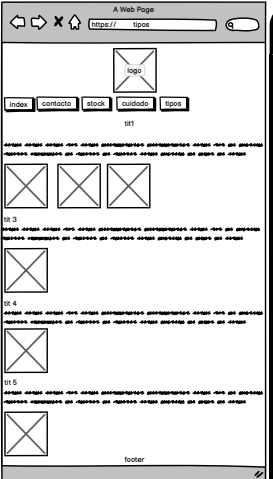 A Web Page
https:// tipos
logo
index contacto stock cuidado tipos
tit1
tit 3
tit 4
tit 5
footer